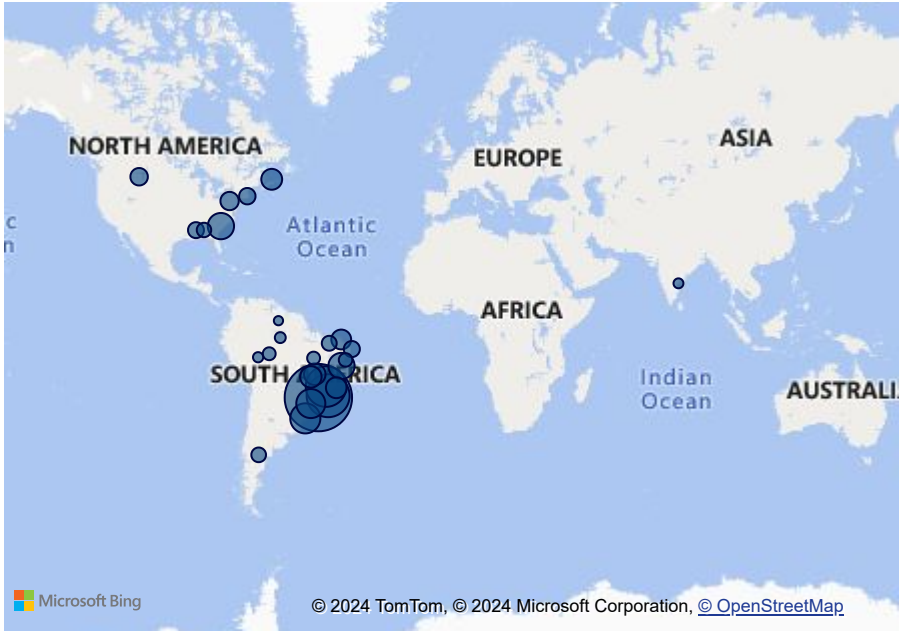 NORTH AMERICA
ASIA
EUROPE
c
n
Atlantic
Ocean
AFRICA
SOUTH A RICA
Indian
Ocean
AUSTRALI
Microsoft Bing
© 2024 TomTom, © 2024 Microsoft Corporation, © OpenStreetMap